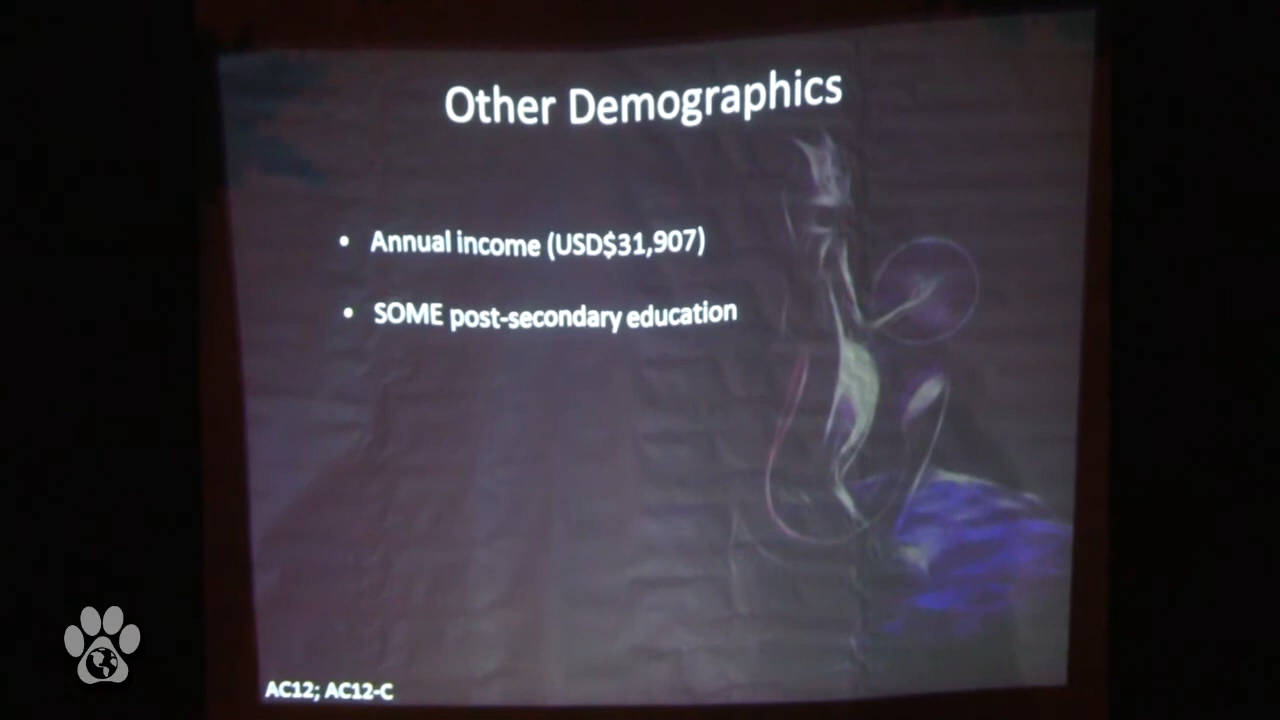 Other Demographics
• Annual income (USD$31,907)
• SOME post-secondary education
AC12; AC12-C